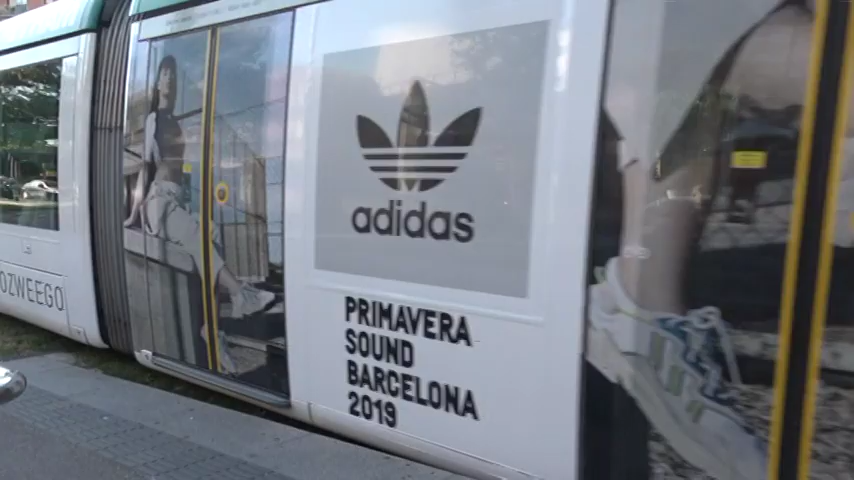 OZWEEGO
adidas
PRIMAVERA
SOUND
BARCELONA
2019